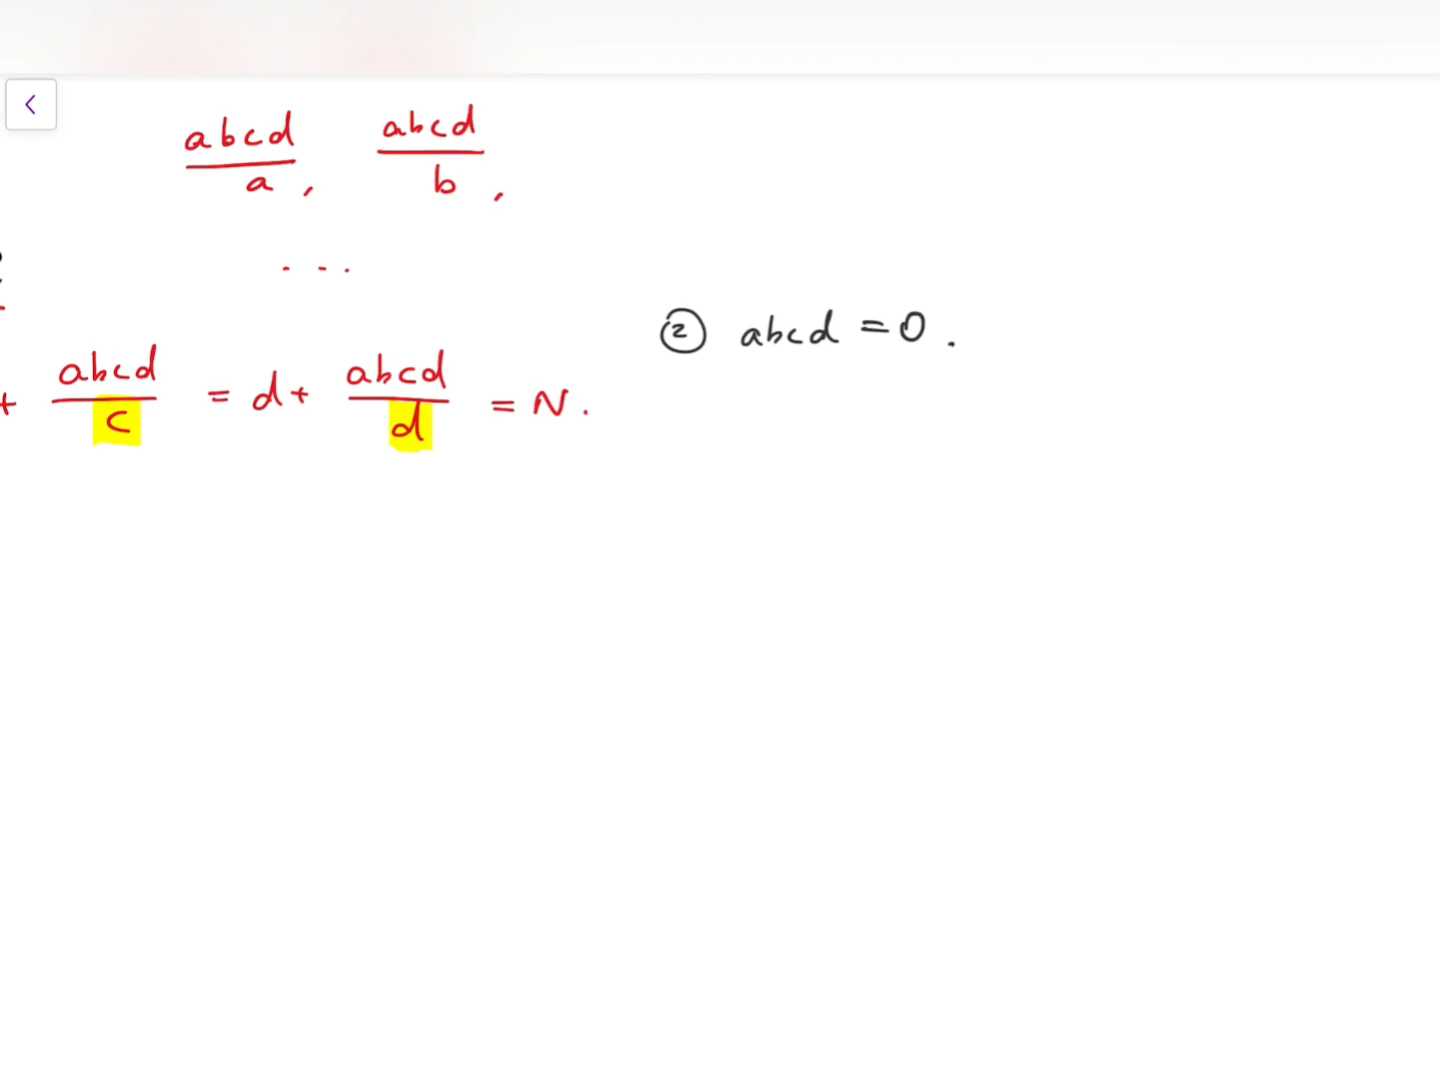 abcd/a, abcd/b,
...
② abcd = 0.
+ abcd/c = d + abcd/d = N.